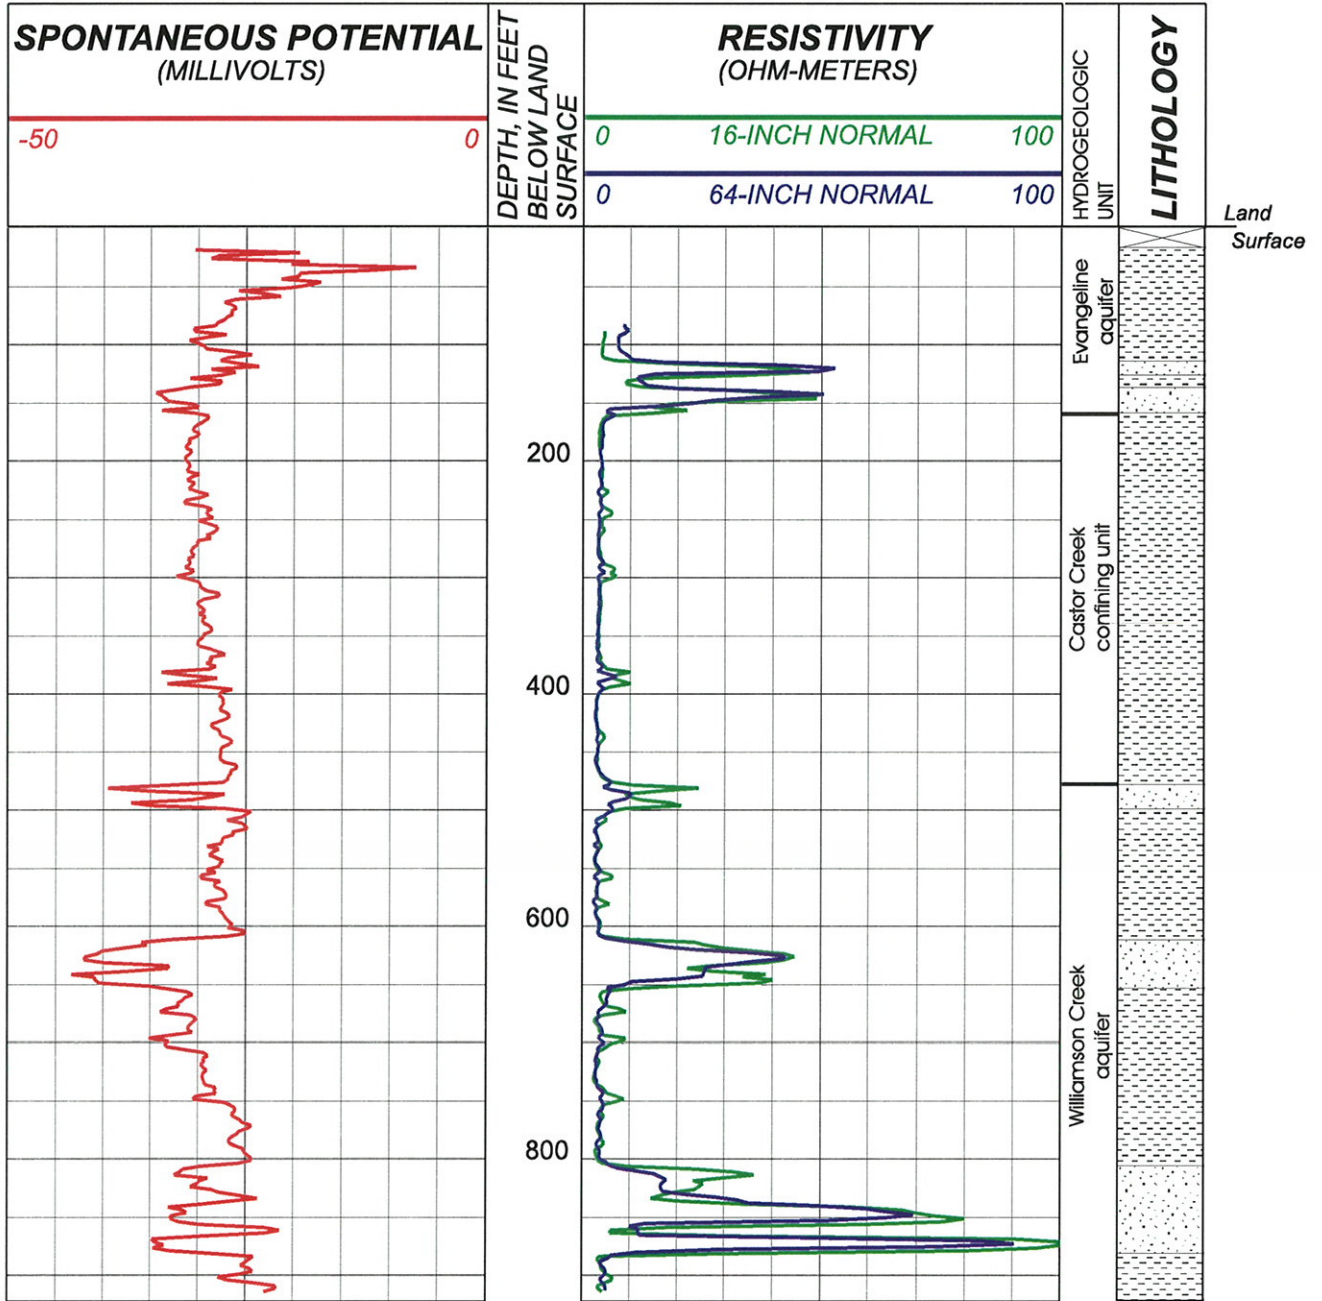 SPONTANEOUS POTENTIAL
(MILLIVOLTS)
-50 0
DEPTH, IN FEET
BELOW LAND
SURFACE
RESISTIVITY
(OHM-METERS)
0 16-INCH NORMAL 100
0 64-INCH NORMAL 100
HYDROGEOLOGIC
UNIT
LITHOLOGY
Land
Surface
Evangeline
aquifer
200
Castor Creek
confining unit
400
600
Williamson Creek
aquifer
800